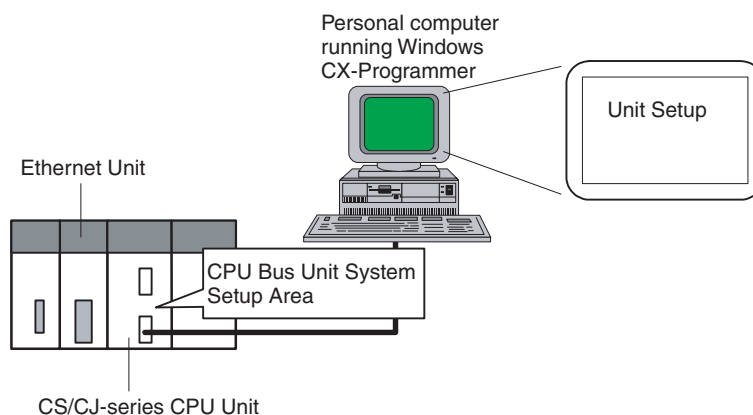 Personal computer
running Windows
CX-Programmer
Unit Setup
Ethernet Unit
CPU Bus Unit System
Setup Area
CS/CJ-series CPU Unit